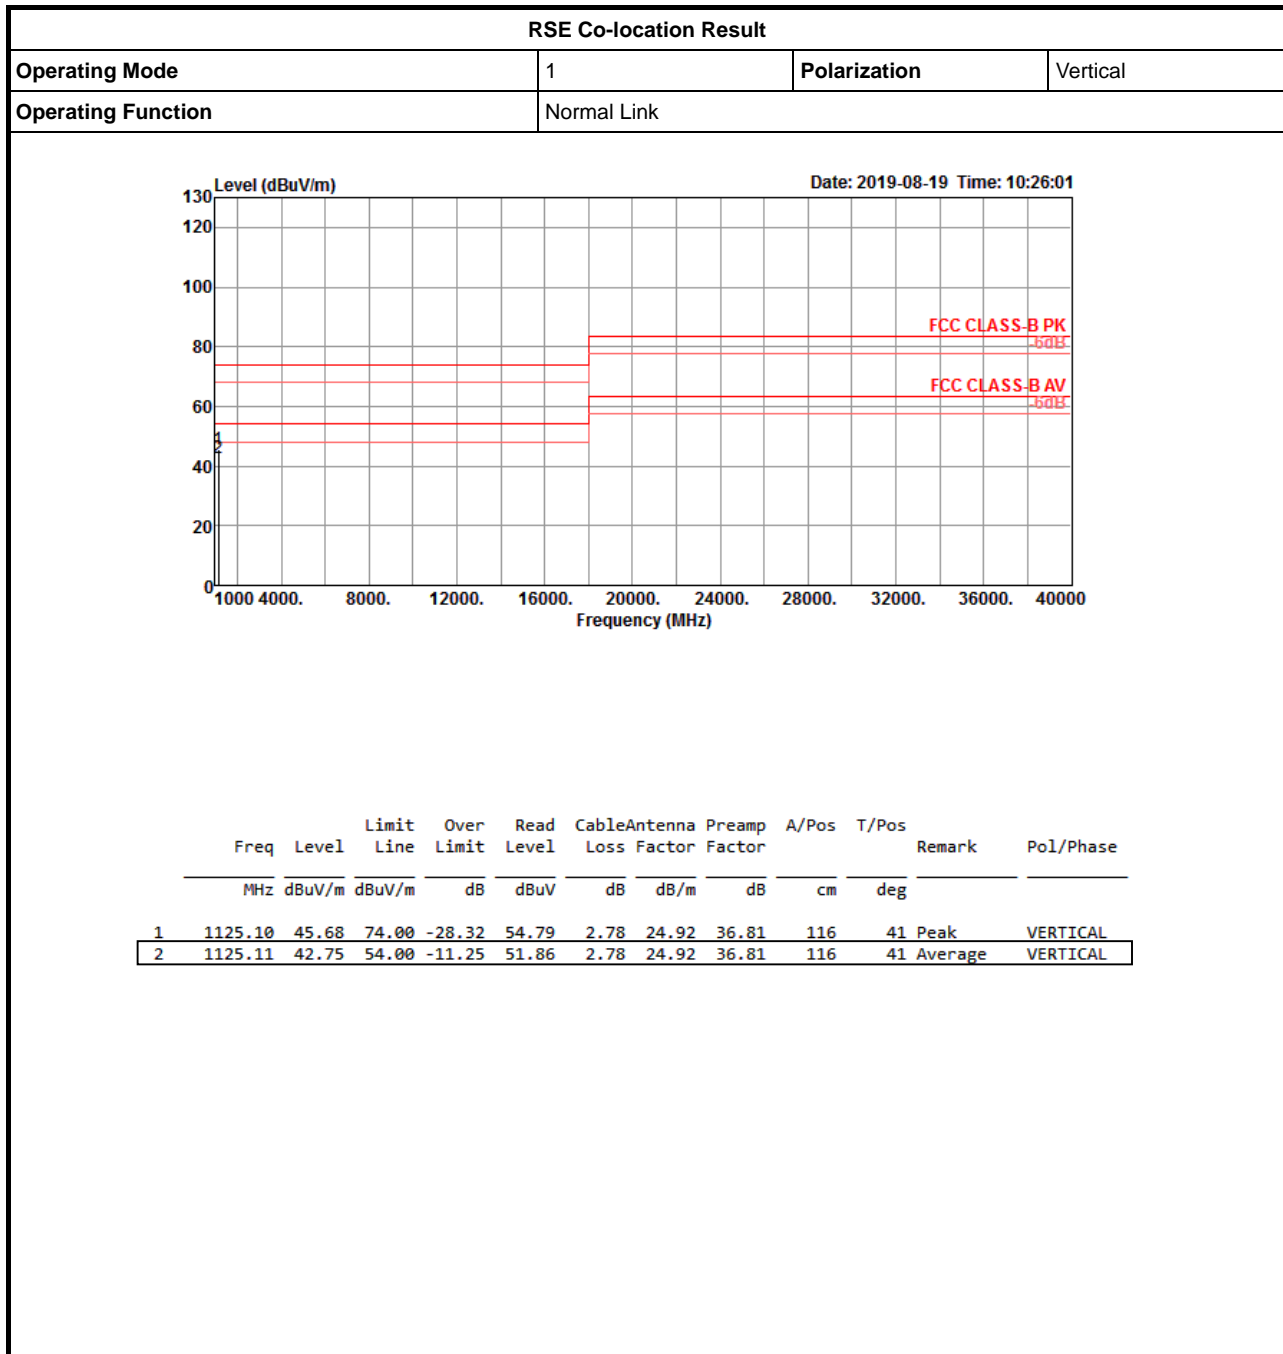 RSE Co-location Result
Operating Mode 1 Polarization Vertical
Operating Function Normal Link
Level (dBuV/m) Date: 2019-08-19 Time: 10:26:01
130
120
100
FCC CLASS-B PK
80 -6dB
FCC CLASS-B AV
60 -6dB
1
2
40
20
0
1000 4000. 8000. 12000. 16000. 20000. 24000. 28000. 32000. 36000. 40000
Frequency (MHz)
Limit Over Read CableAntenna Preamp A/Pos T/Pos
Freq Level Line Limit Level Loss Factor Factor Remark Pol/Phase
MHz dBuV/m dBuV/m dB dBuV dB dB/m dB cm deg
1 1125.10 45.68 74.00 -28.32 54.79 2.78 24.92 36.81 116 41 Peak VERTICAL
2 1125.11 42.75 54.00 -11.25 51.86 2.78 24.92 36.81 116 41 Average VERTICAL